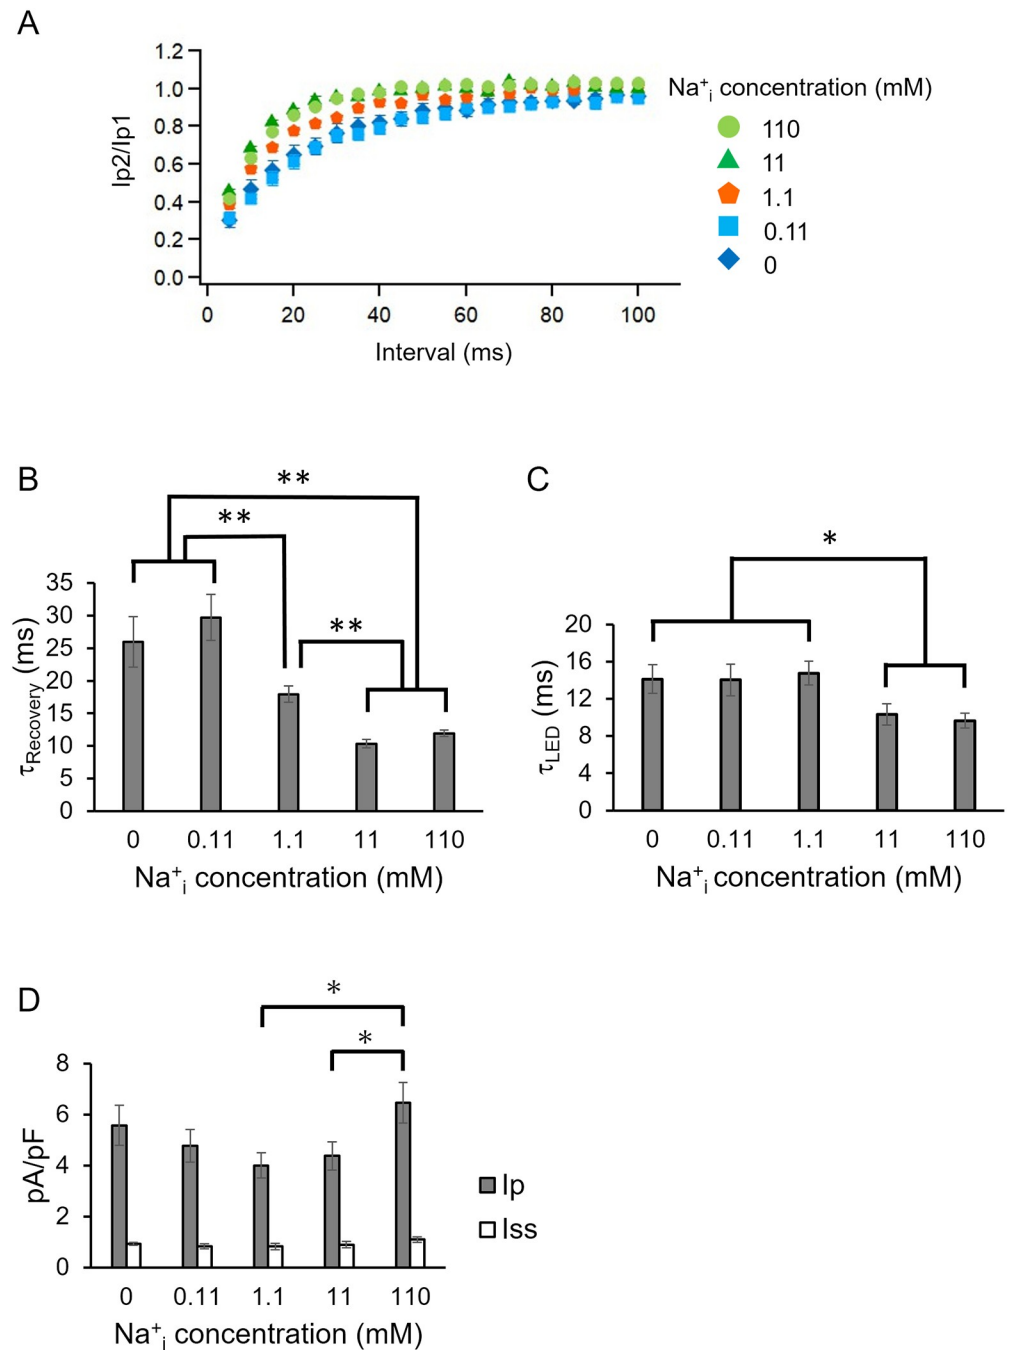 A
1.2
1.0
0.8
0.6
0.4
0.2
0.0
Ip2/Ip1
0 20 40 60 80 100
Interval (ms)
Na⁺ᵢ concentration (mM)
110
11
1.1
0.11
0
B
**
**
**
35
30
25
20
15
10
5
0
τRecovery (ms)
0 0.11 1.1 11 110
Na⁺ᵢ concentration (mM)
C
*
20
16
12
8
4
0
τLED (ms)
0 0.11 1.1 11 110
Na⁺ᵢ concentration (mM)
D
*
*
8
6
4
2
0
pA/pF
Ip
Iss
0 0.11 1.1 11 110
Na⁺ᵢ concentration (mM)